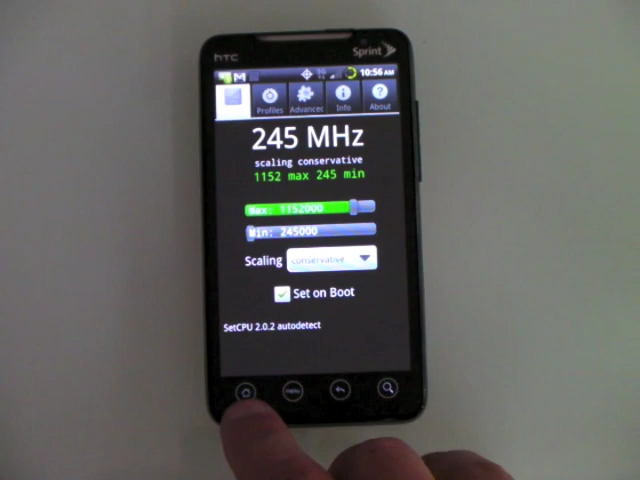 hTC
Sprint
10:56 AM
Profiles
Advanced
Info
About
245 MHz
scaling conservative
1152 max 245 min
Max: 1152000
Min: 245000
Scaling
conservative
Set on Boot
SetCPU 2.0.2 autodetect
menu